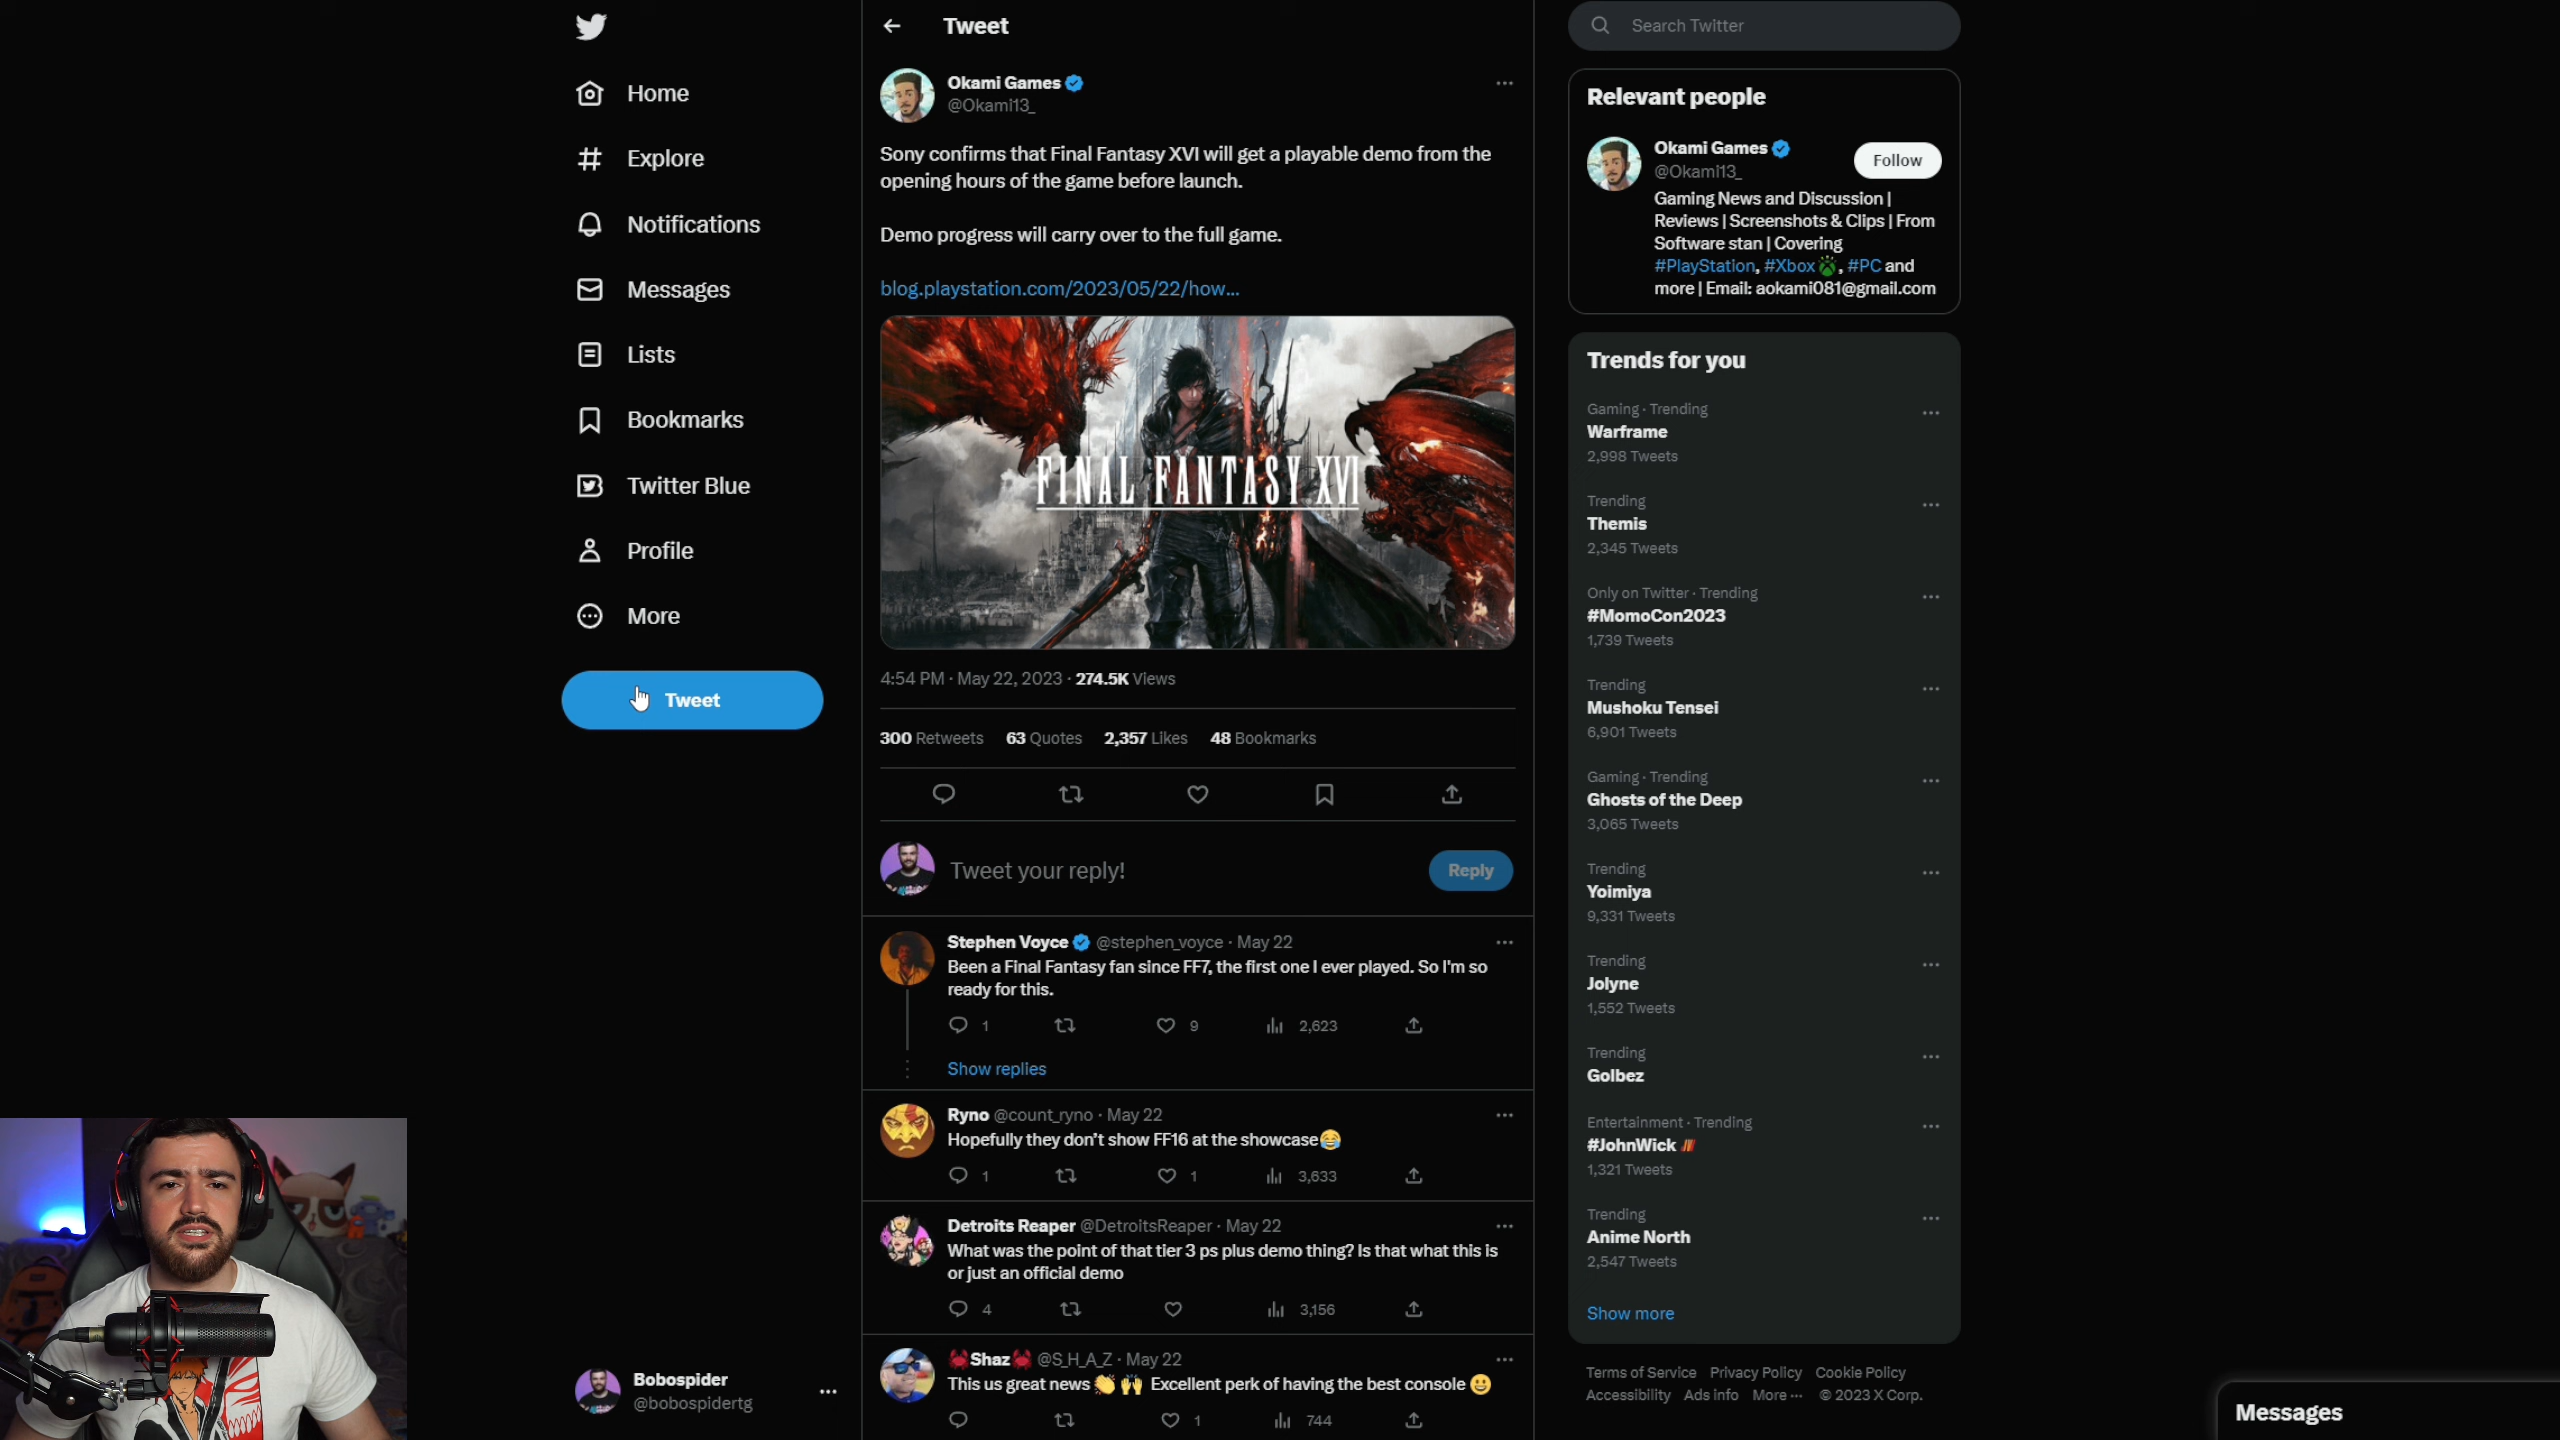 Home
Explore
Notifications
Messages
Lists
Bookmarks
Twitter Blue
Profile
More
Tweet
Bobospider
@bobospidertg
Tweet
Okami Games
@Okami13_
Sony confirms that Final Fantasy XVI will get a playable demo from the
opening hours of the game before launch.
Demo progress will carry over to the full game.
blog.playstation.com/2023/05/22/how...
FINAL FANTASY XVI
4:54 PM · May 22, 2023 · 274.5K Views
300 Retweets 63 Quotes 2,357 Likes 48 Bookmarks
Tweet your reply!
Reply
Stephen Voyce @stephen_voyce · May 22
Been a Final Fantasy fan since FF7, the first one I ever played. So I'm so
ready for this.
1 9 2,623
Show replies
Ryno @count_ryno · May 22
Hopefully they don't show FF16 at the showcase😂
1 1 3,633
Detroits Reaper @DetroitsReaper · May 22
What was the point of that tier 3 ps plus demo thing? Is that what this is
or just an official demo
4 3,156
🦀Shaz🦀 @S_H_A_Z · May 22
This us great news 👏 🙌 Excellent perk of having the best console 😀
1 744
Search Twitter
Relevant people
Okami Games
@Okami13_
Follow
Gaming News and Discussion |
Reviews | Screenshots & Clips | From
Software stan | Covering
#PlayStation, #Xbox, #PC and
more | Email: aokami081@gmail.com
Trends for you
Gaming · Trending
Warframe
2,998 Tweets
Trending
Themis
2,345 Tweets
Only on Twitter · Trending
#MomoCon2023
1,739 Tweets
Trending
Mushoku Tensei
6,901 Tweets
Gaming · Trending
Ghosts of the Deep
3,065 Tweets
Trending
Yoimiya
9,331 Tweets
Trending
Jolyne
1,552 Tweets
Trending
Golbez
Entertainment · Trending
#JohnWick
1,321 Tweets
Trending
Anime North
2,547 Tweets
Show more
Terms of Service Privacy Policy Cookie Policy
Accessibility Ads info More ··· © 2023 X Corp.
Messages